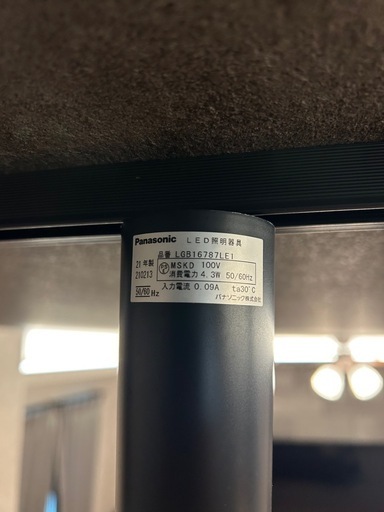 Panasonic LED照明器具
品番 LGB16787LE1
21年製
210213
50/60 Hz
MSKD 100V
消費電力 4.3W 50/60Hz
入力電流 0.09A ta30°C
パナソニック株式会社